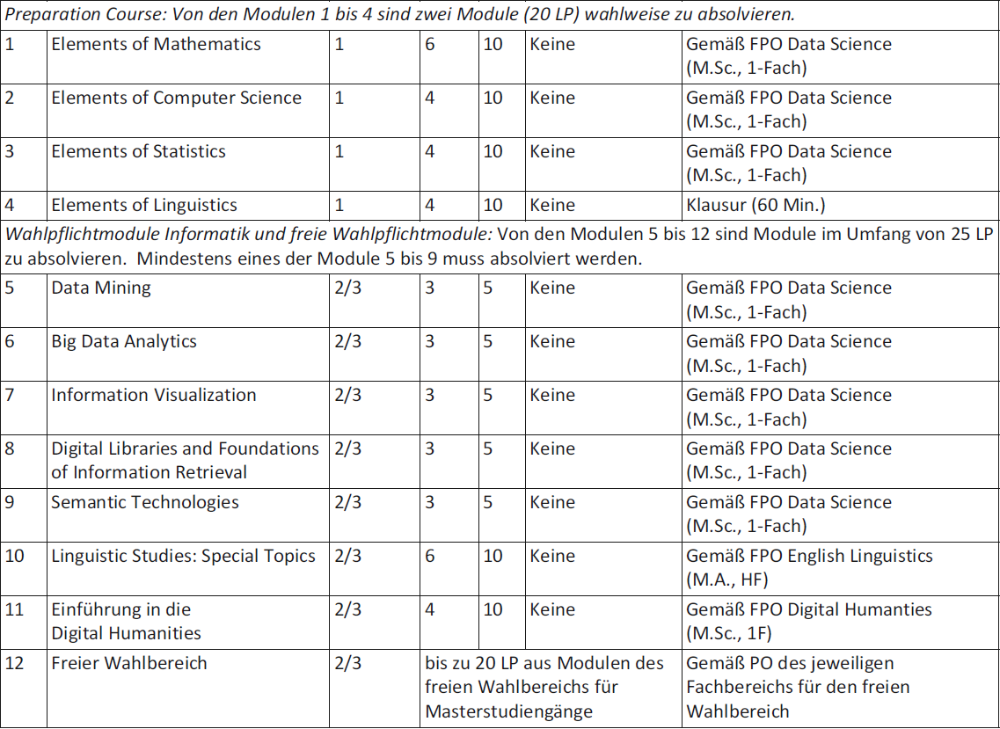 Preparation Course: Von den Modulen 1 bis 4 sind zwei Module (20 LP) wahlweise zu absolvieren.
1 Elements of Mathematics 1 6 10 Keine Gemäß FPO Data Science
(M.Sc., 1-Fach)
2 Elements of Computer Science 1 4 10 Keine Gemäß FPO Data Science
(M.Sc., 1-Fach)
3 Elements of Statistics 1 4 10 Keine Gemäß FPO Data Science
(M.Sc., 1-Fach)
4 Elements of Linguistics 1 4 10 Keine Klausur (60 Min.)
Wahlpflichtmodule Informatik und freie Wahlpflichtmodule: Von den Modulen 5 bis 12 sind Module im Umfang von 25 LP
zu absolvieren. Mindestens eines der Module 5 bis 9 muss absolviert werden.
5 Data Mining 2/3 3 5 Keine Gemäß FPO Data Science
(M.Sc., 1-Fach)
6 Big Data Analytics 2/3 3 5 Keine Gemäß FPO Data Science
(M.Sc., 1-Fach)
7 Information Visualization 2/3 3 5 Keine Gemäß FPO Data Science
(M.Sc., 1-Fach)
8 Digital Libraries and Foundations 2/3 3 5 Keine Gemäß FPO Data Science
of Information Retrieval (M.Sc., 1-Fach)
9 Semantic Technologies 2/3 3 5 Keine Gemäß FPO Data Science
(M.Sc., 1-Fach)
10 Linguistic Studies: Special Topics 2/3 6 10 Keine Gemäß FPO English Linguistics
(M.A., HF)
11 Einführung in die 2/3 4 10 Keine Gemäß FPO Digital Humanties
Digital Humanities (M.Sc., 1F)
12 Freier Wahlbereich 2/3 bis zu 20 LP aus Modulen des Gemäß PO des jeweiligen
freien Wahlbereichs für Fachbereichs für den freien
Masterstudiengänge Wahlbereich